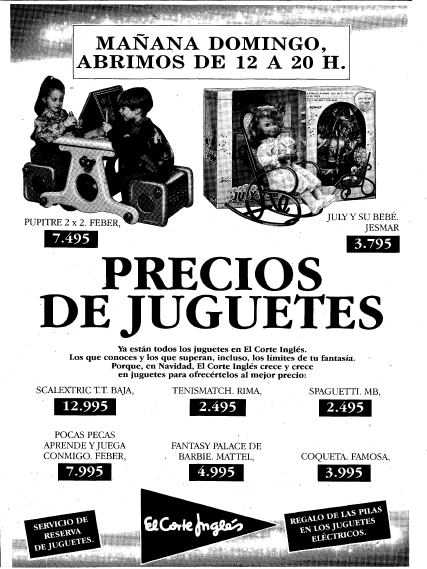 MAÑANA DOMINGO,
ABRIMOS DE 12 A 20 H.
PUPITRE 2 x 2. FEBER,
7.495
JULY Y SU BEBÉ.
JESMAR
3.795
PRECIOS
DE JUGUETES
Ya están todos los juguetes en El Corte Inglés.
Los que conoces y los que superan, incluso, los límites de tu fantasía.
Porque, en Navidad, El Corte Inglés crece y crece
en juguetes para ofrecértelos al mejor precio:
SCALEXTRIC T.T. BAJA,
12.995
TENISMATCH. RIMA,
2.495
SPAGUETTI. MB,
2.495
POCAS PECAS
APRENDE Y JUEGA
CONMIGO. FEBER,
7.995
FANTASY PALACE DE
BARBIE. MATTEL,
4.995
COQUETA. FAMOSA,
3.995
SERVICIO DE
RESERVA
DE JUGUETES.
El Corte Inglés
REGALO DE LAS PILAS
EN LOS JUGUETES
ELÉCTRICOS.